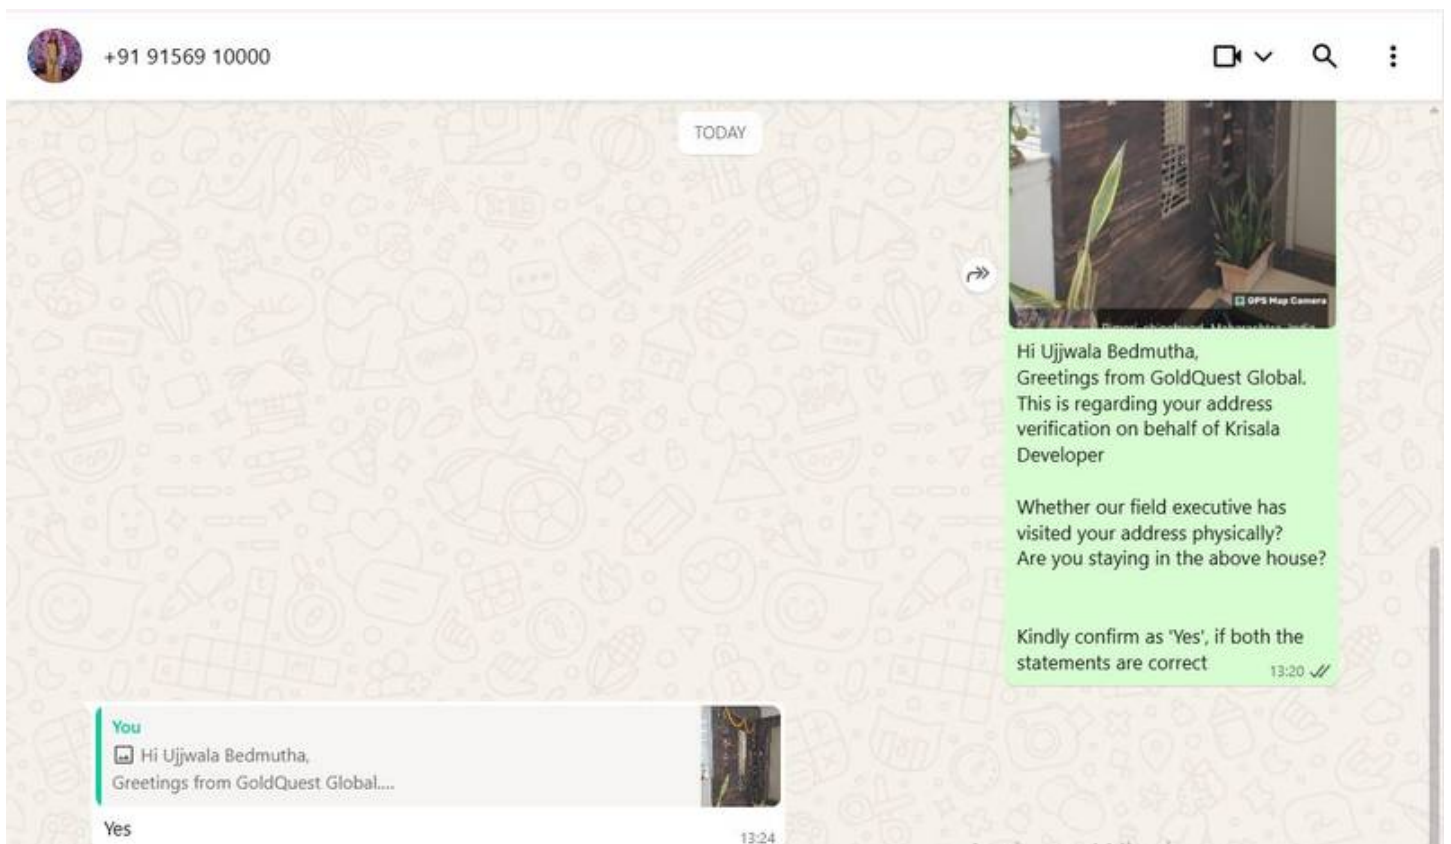 +91 91569 10000
TODAY
GPS Map Camera
Maharashtra, India
Hi Ujjwala Bedmutha,
Greetings from GoldQuest Global.
This is regarding your address
verification on behalf of Krisala
Developer
Whether our field executive has
visited your address physically?
Are you staying in the above house?
Kindly confirm as 'Yes', if both the
statements are correct
13:20
You
Hi Ujjwala Bedmutha,
Greetings from GoldQuest Global....
Yes
13:24